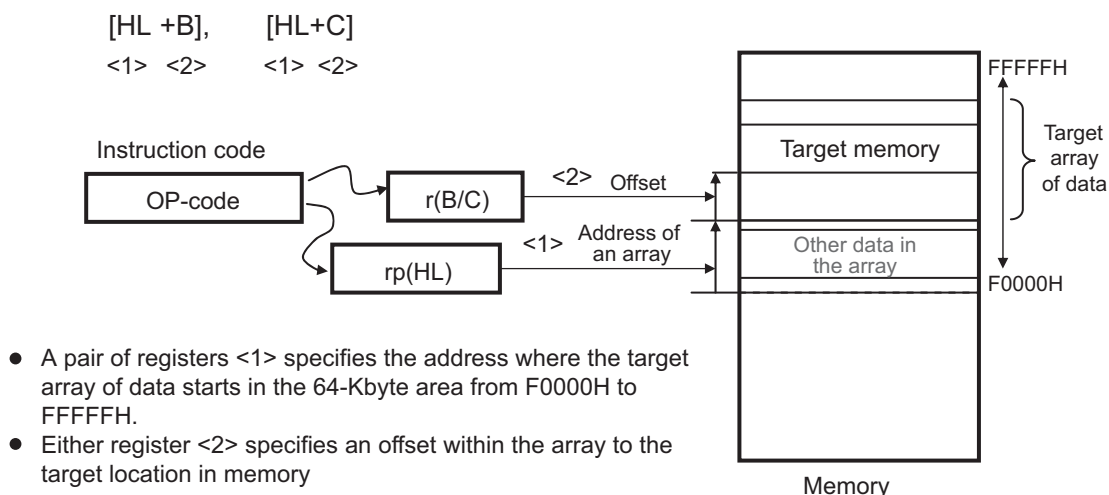 [HL +B], [HL+C]
<1> <2> <1> <2>
FFFFFH
Target
array
of data
Target memory
Instruction code
OP-code
r(B/C)
<2> Offset
<1> Address of
an array
rp(HL)
Other data in
the array
F0000H
● A pair of registers <1> specifies the address where the target
array of data starts in the 64-Kbyte area from F0000H to
FFFFFH.
● Either register <2> specifies an offset within the array to the
target location in memory
Memory